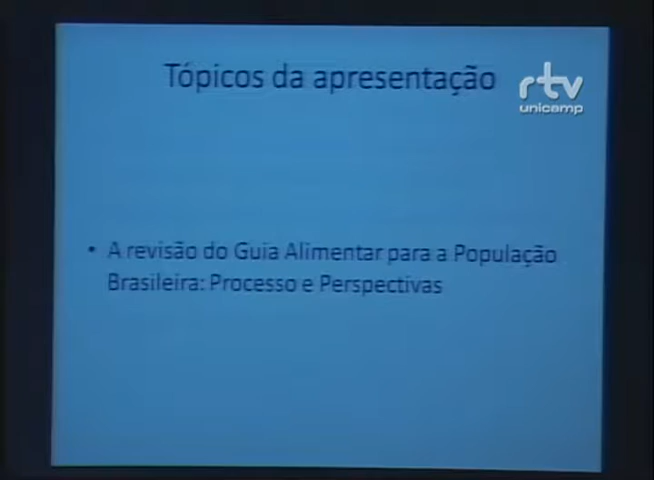 Tópicos da apresentação
rtv
unicamp
• A revisão do Guia Alimentar para a População
Brasileira: Processo e Perspectivas